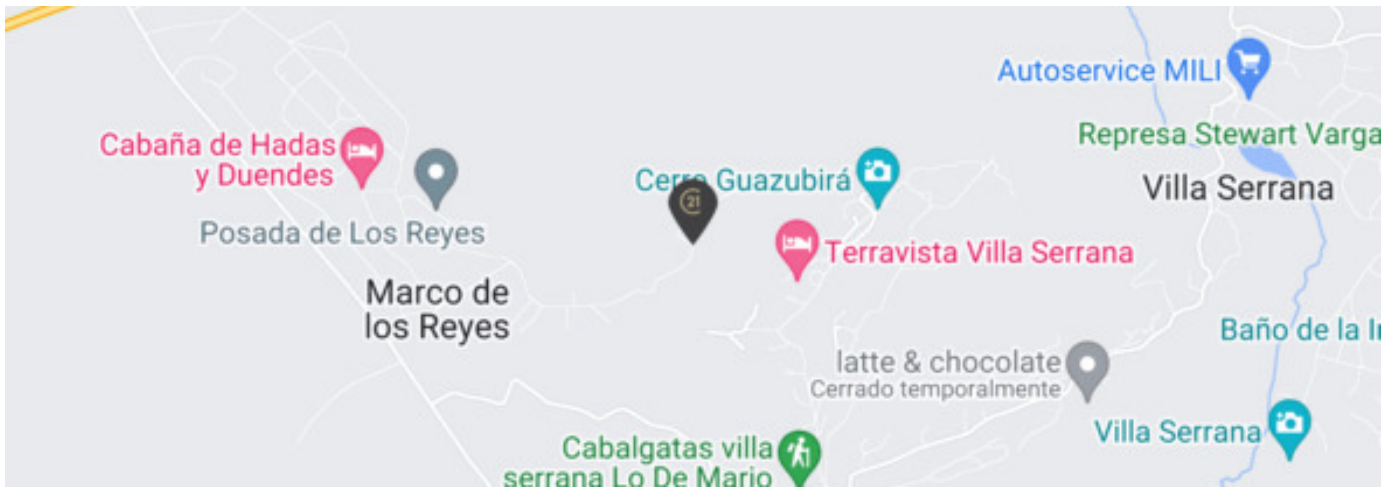 Autoservice MILI
Cabaña de Hadas
y Duendes
Represa Stewart Varga
Cerro Guazubirá
Villa Serrana
21
Posada de Los Reyes
Terravista Villa Serrana
Marco de
los Reyes
Baño de la
latte & chocolate
Cerrado temporalmente
Villa Serrana
Cabalgatas villa
serrana Lo De Mario